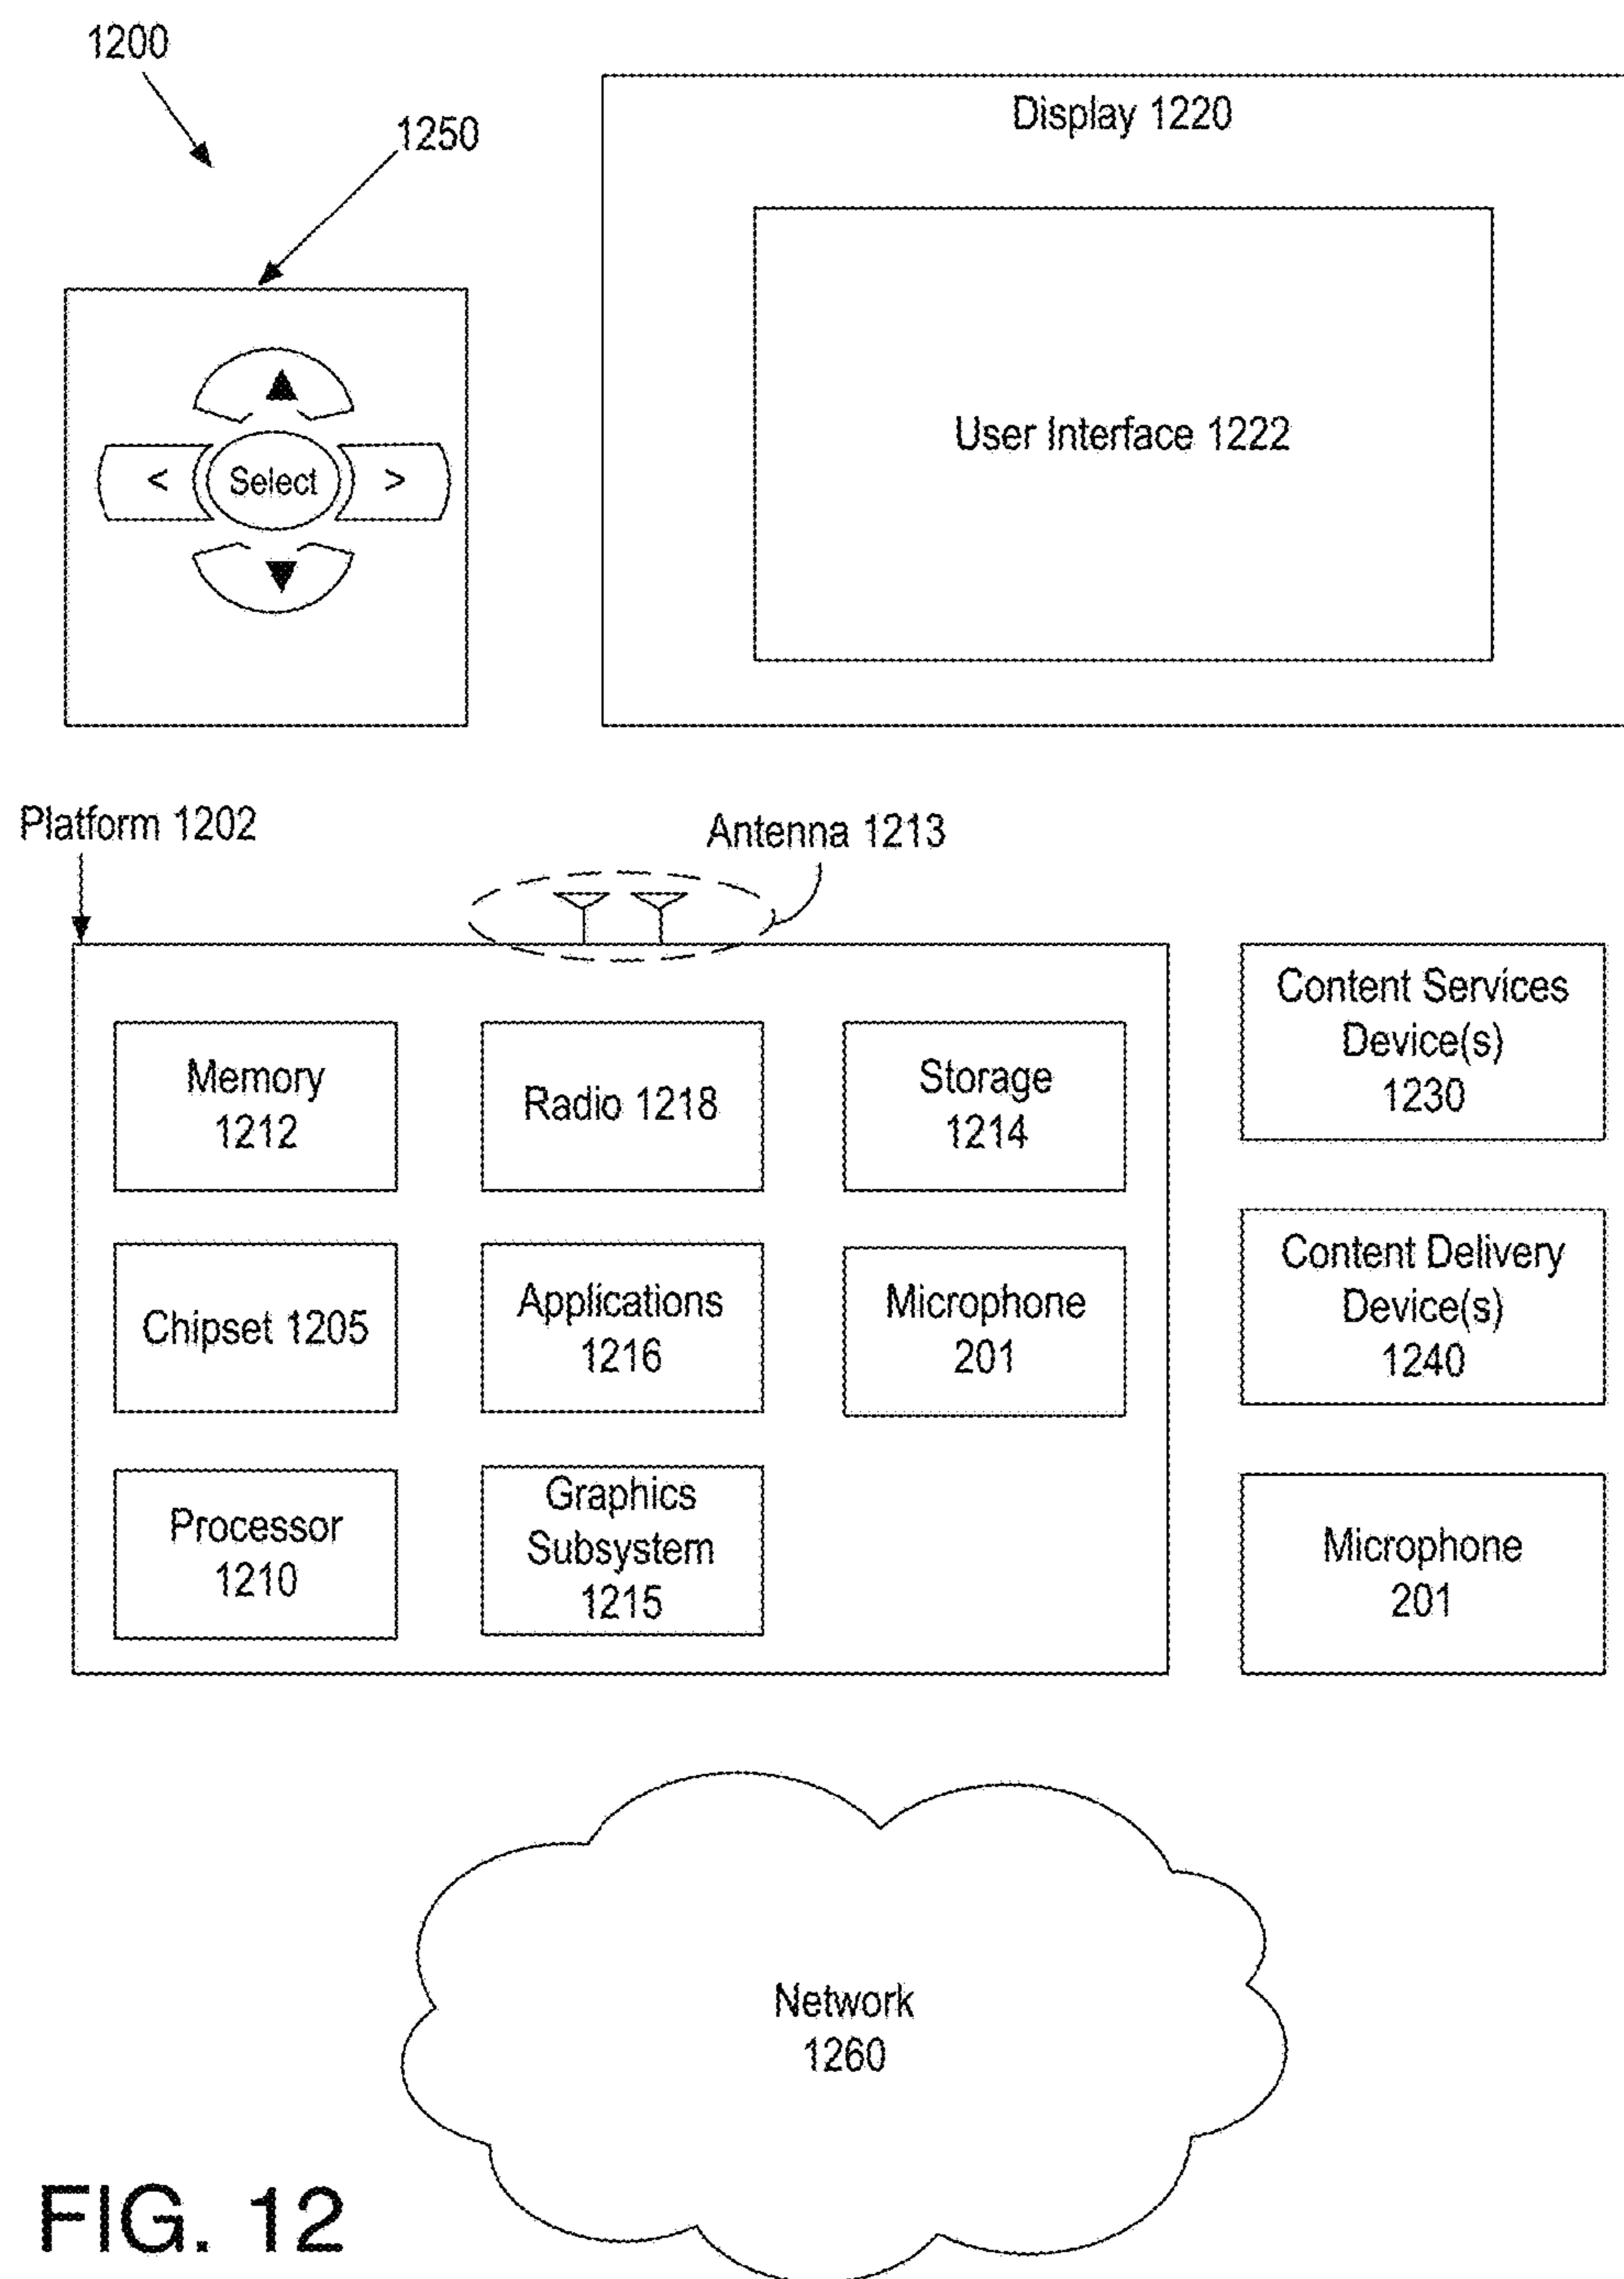 1200
1250
Display 1220
User Interface 1222
<
Select
>
Platform 1202
Antenna 1213
Memory
1212
Radio 1218
Storage
1214
Chipset 1205
Applications
1216
Microphone
201
Processor
1210
Graphics
Subsystem
1215
Content Services
Device(s)
1230
Content Delivery
Device(s)
1240
Microphone
201
Network
1260
FIG. 12